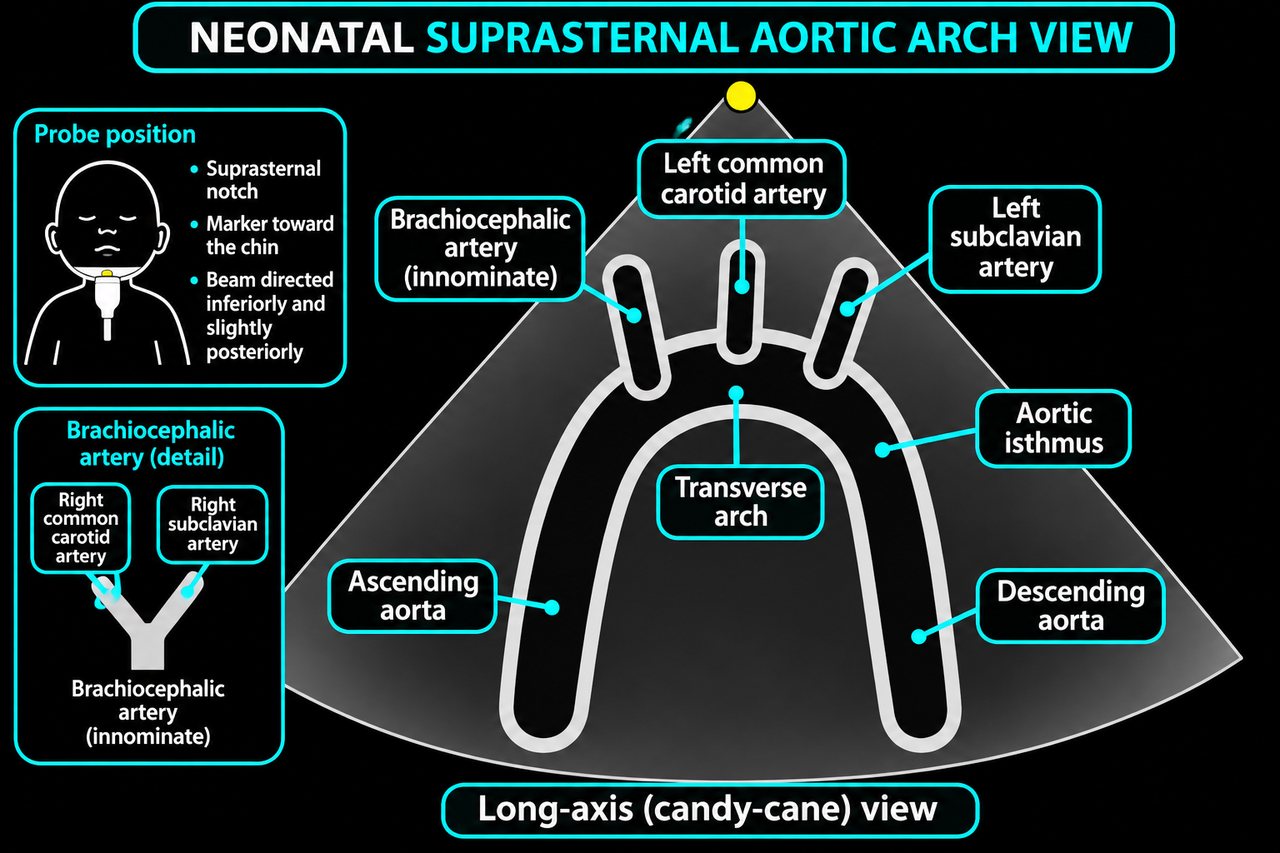 NEONATAL SUPRASTERNAL AORTIC ARCH VIEW
Probe position
• Suprasternal
notch
• Marker toward
the chin
• Beam directed
inferiorly and
slightly
posteriorly
Left common
carotid artery
Brachiocephalic
artery
(innominate)
Left
subclavian
artery
Aortic
isthmus
Transverse
arch
Ascending
aorta
Descending
aorta
Brachiocephalic
artery (detail)
Right
common
carotid
artery
Right
subclavian
artery
Brachiocephalic
artery
(innominate)
Long-axis (candy-cane) view